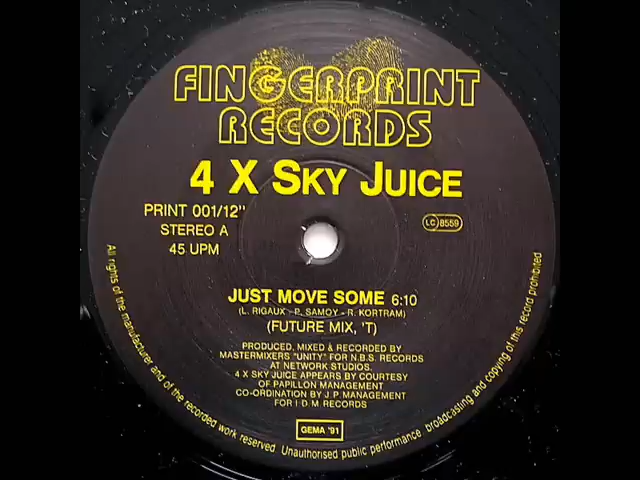 FINGERPRINT
RECORDS
4 X SKY JUICE
PRINT 001/12"
STEREO A
45 UPM
LC 8559
JUST MOVE SOME 6:10
(L. RIGAUX - P. SAMOY - R. KORTRAM)
(FUTURE MIX, 'T)
PRODUCED, MIXED & RECORDED BY
MASTERMIXERS "UNITY" FOR N.B.S. RECORDS
AT NETWORK STUDIOS.
4 X SKY JUICE APPEARS BY COURTESY
OF PAPILLON MANAGEMENT
CO-ORDINATION BY J.P. MANAGEMENT
FOR I D M RECORDS
GEMA '91
All rights of the manufacturer and of the recorded work reserved. Unauthorised public performance, broadcasting and copying of this record prohibited